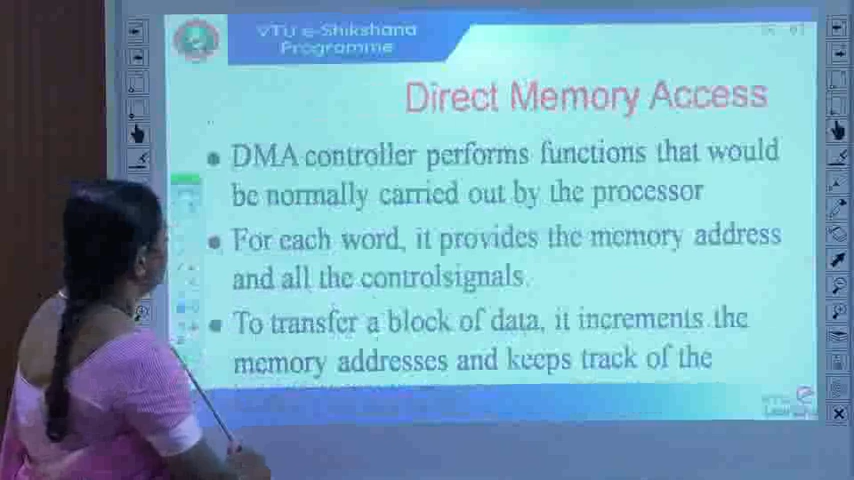 VTU e-Shikshana
Programme
Direct Memory Access
DMA controller performs functions that would
be normally carried out by the processor
For each word, it provides the memory address
and all the controlsignals.
To transfer a block of data, it increments the
memory addresses and keeps track of the